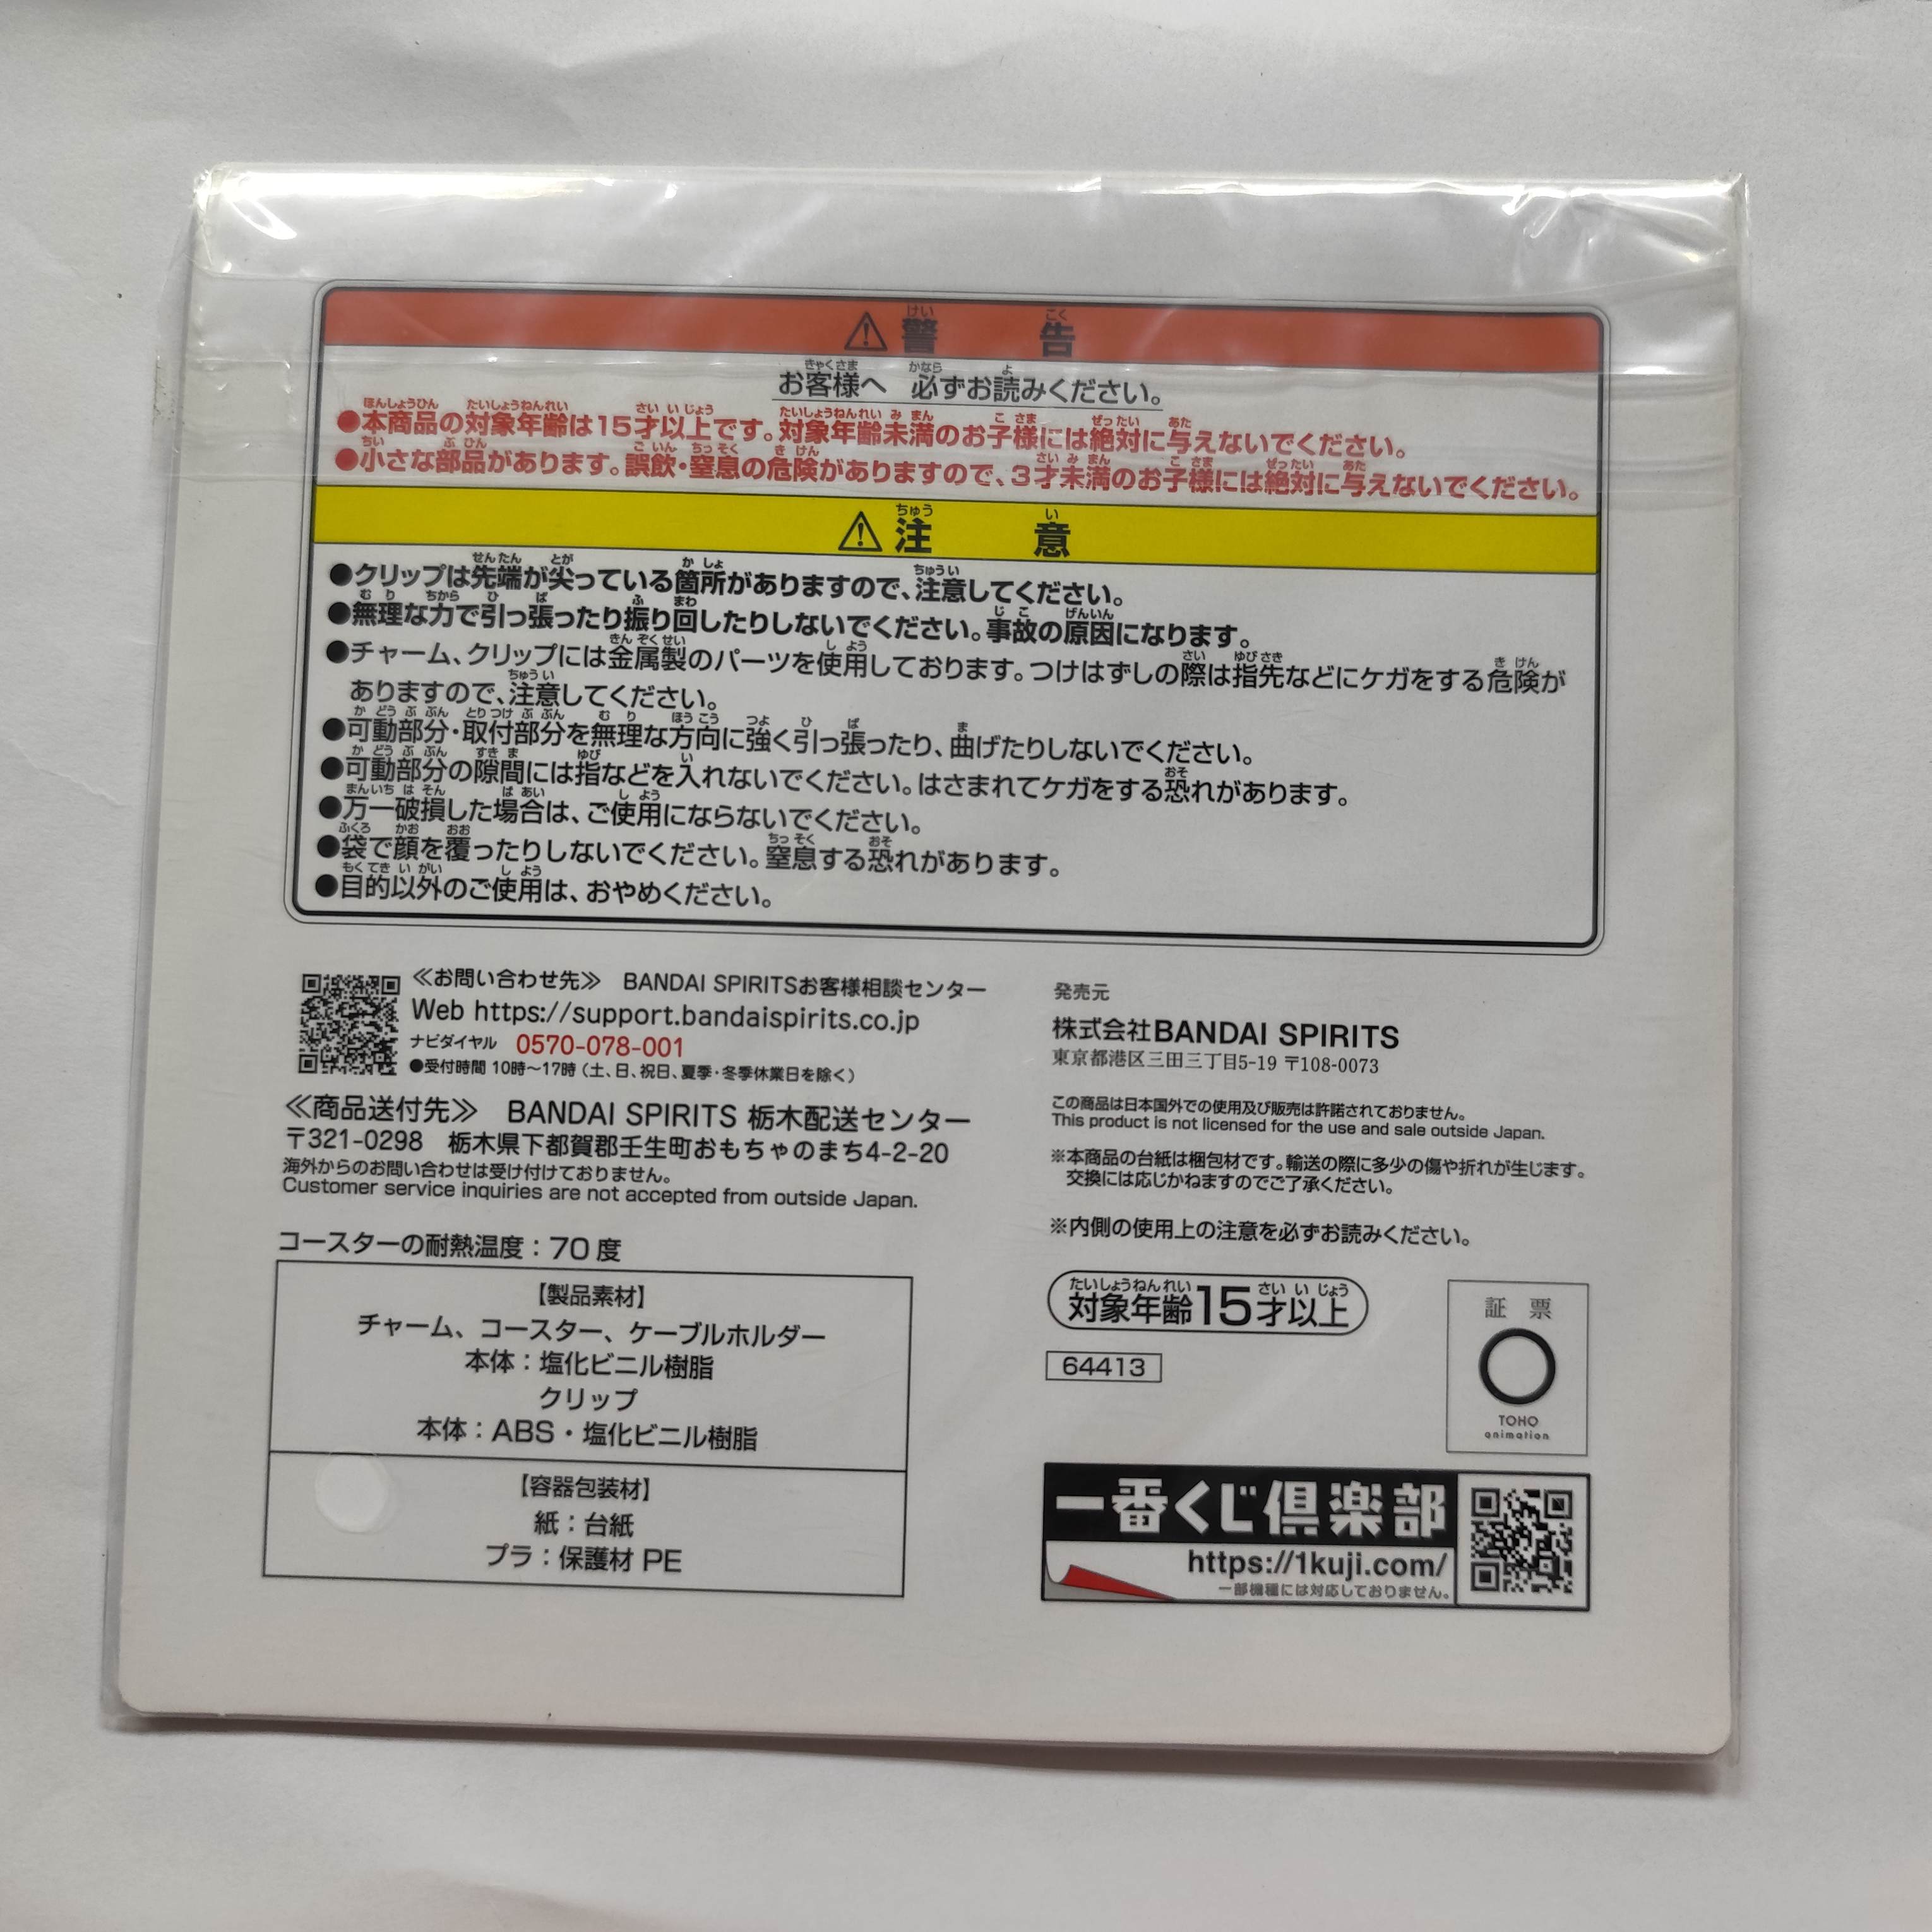 ⚠警告
お客様へ 必ずお読みください。
●本商品の対象年齢は15才以上です。対象年齢未満のお子様には絶対に与えないでください。
●小さな部品があります。誤飲・窒息の危険がありますので、3才未満のお子様には絶対に与えないでください。
⚠注意
●クリップは先端が尖っている箇所がありますので、注意してください。
●無理な力で引っ張ったり振り回したりしないでください。事故の原因になります。
●チャーム、クリップには金属製のパーツを使用しております。つけはずしの際は指先などにケガをする危険が
ありますので、注意してください。
●可動部分・取付部分を無理な方向に強く引っ張ったり、曲げたりしないでください。
●可動部分の隙間には指などを入れないでください。はさまれてケガをする恐れがあります。
●万一破損した場合は、ご使用にならないでください。
●袋で顔を覆ったりしないでください。窒息する恐れがあります。
●目的以外のご使用は、おやめください。
≪お問い合わせ先≫ BANDAI SPIRITSお客様相談センター
Web https://support.bandaispirits.co.jp
ナビダイヤル 0570-078-001
●受付時間 10時～17時（土、日、祝日、夏季・冬季休業日を除く）
≪商品送付先≫ BANDAI SPIRITS 栃木配送センター
〒321-0298 栃木県下都賀郡壬生町おもちゃのまち4-2-20
海外からのお問い合わせは受け付けておりません。
Customer service inquiries are not accepted from outside Japan.
コースターの耐熱温度：70度
【製品素材】
チャーム、コースター、ケーブルホルダー
本体：塩化ビニル樹脂
クリップ
本体：ABS・塩化ビニル樹脂
【容器包装材】
紙：台紙
プラ：保護材 PE
発売元
株式会社BANDAI SPIRITS
東京都港区三田三丁目5-19 〒108-0073
この商品は日本国外での使用及び販売は許諾されておりません。
This product is not licensed for the use and sale outside Japan.
※本商品の台紙は梱包材です。輸送の際に多少の傷や折れが生じます。
交換には応じかねますのでご了承ください。
※内側の使用上の注意を必ずお読みください。
対象年齢15才以上
64413
証票
TOHO
animation
一番くじ倶楽部
https://1kuji.com/
一部機種には対応しておりません。